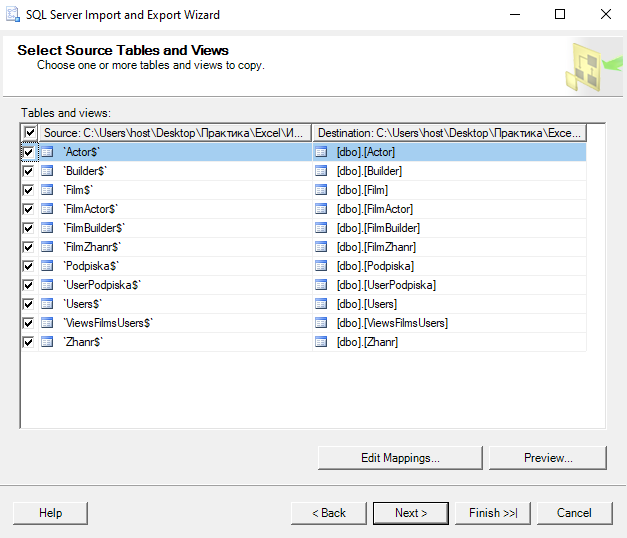 SQL Server Import and Export Wizard
Select Source Tables and Views
Choose one or more tables and views to copy.
Tables and views:
Source: C:\Users\host\Desktop\Практика\Excel\И... Destination: C:\Users\host\Desktop\Практика\Exce...
`Actor$` [dbo].[Actor]
`Builder$` [dbo].[Builder]
`Film$` [dbo].[Film]
`FilmActor$` [dbo].[FilmActor]
`FilmBuilder$` [dbo].[FilmBuilder]
`FilmZhanr$` [dbo].[FilmZhanr]
`Podpiska$` [dbo].[Podpiska]
`UserPodpiska$` [dbo].[UserPodpiska]
`Users$` [dbo].[Users]
`ViewsFilmsUsers$` [dbo].[ViewsFilmsUsers]
`Zhanr$` [dbo].[Zhanr]
Edit Mappings... Preview...
Help < Back Next > Finish >>| Cancel